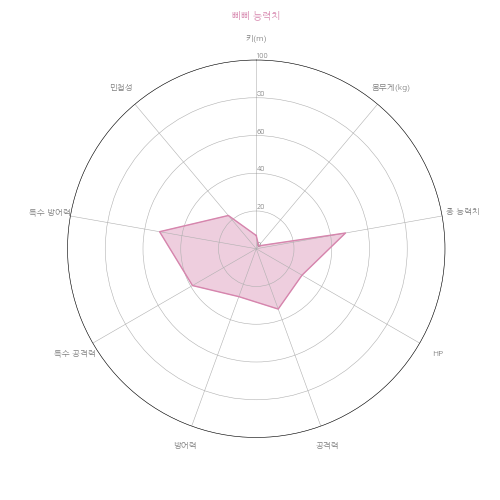 삐삐 능력치
키(m)
100
민첩성
몸무게(kg)
80
60
40
특수 방어력
총 능력치
20
0
특수 공격력
HP
방어력
공격력